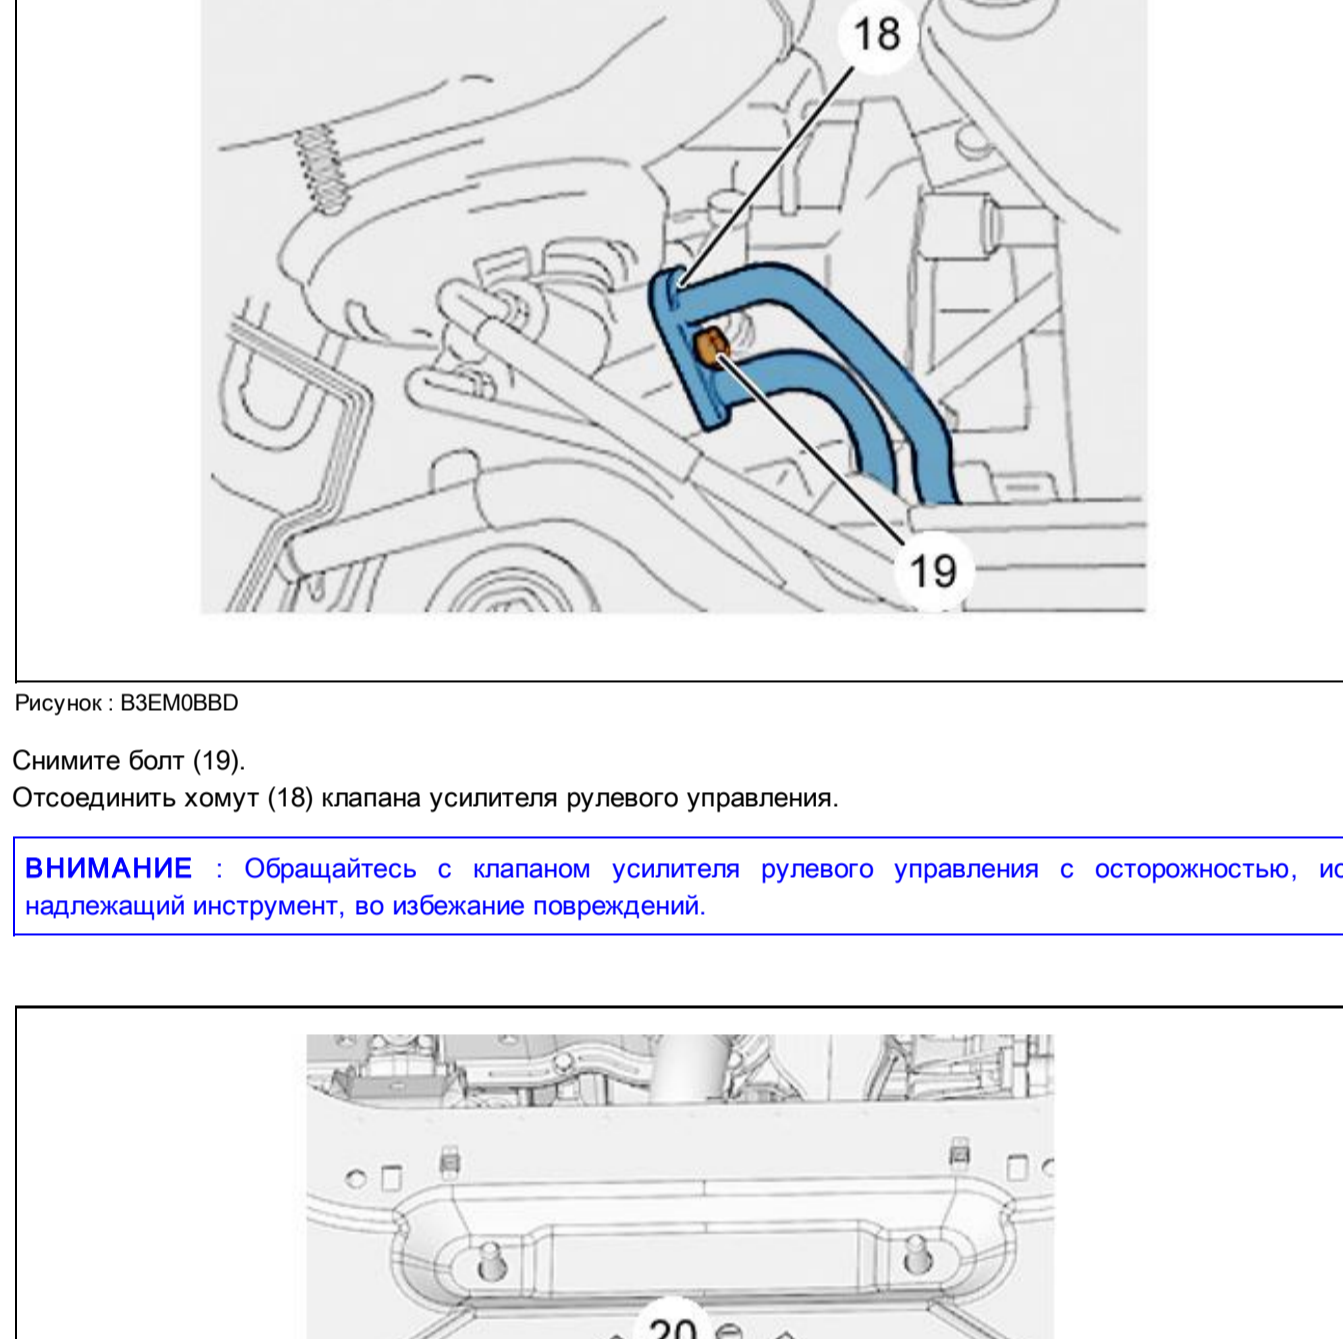 18
19
Рисунок : B3EM0BBD
Снимите болт (19).
Отсоединить хомут (18) клапана усилителя рулевого управления.
ВНИМАНИЕ : Обращайтесь с клапаном усилителя рулевого управления с осторожностью,
надлежащий инструмент, во избежание повреждений.
20